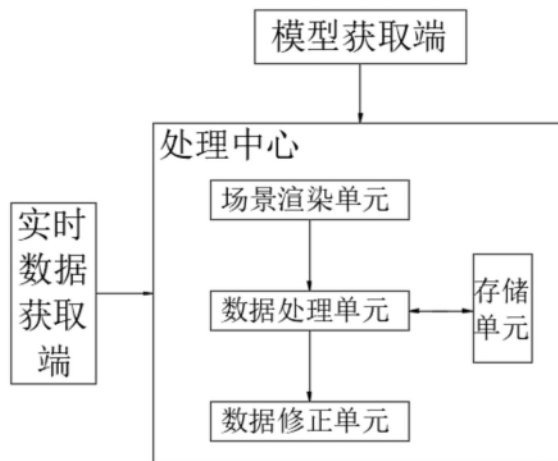 模型获取端
处理中心
场景渲染单元
实时
数据
获取
端
数据处理单元
存储
单元
数据修正单元